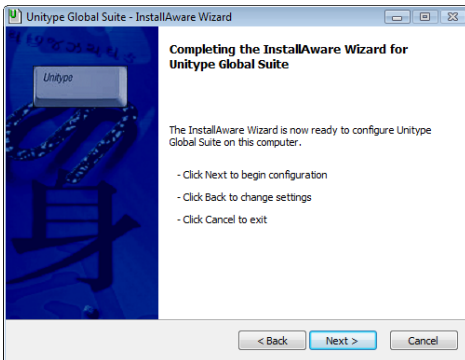 Unitype Global Suite - InstallAware Wizard
Unitype
身
Completing the InstallAware Wizard for
Unitype Global Suite
The InstallAware Wizard is now ready to configure Unitype
Global Suite on this computer.
- Click Next to begin configuration
- Click Back to change settings
- Click Cancel to exit
< Back
Next >
Cancel